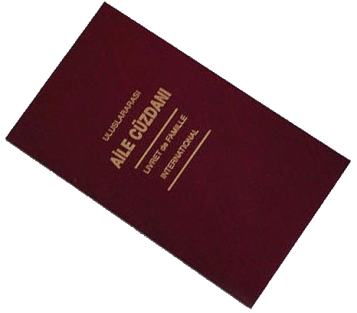 ULUSLARARASI
AİLE CÜZDANI
LIVRET de FAMILLE
INTERNATIONAL